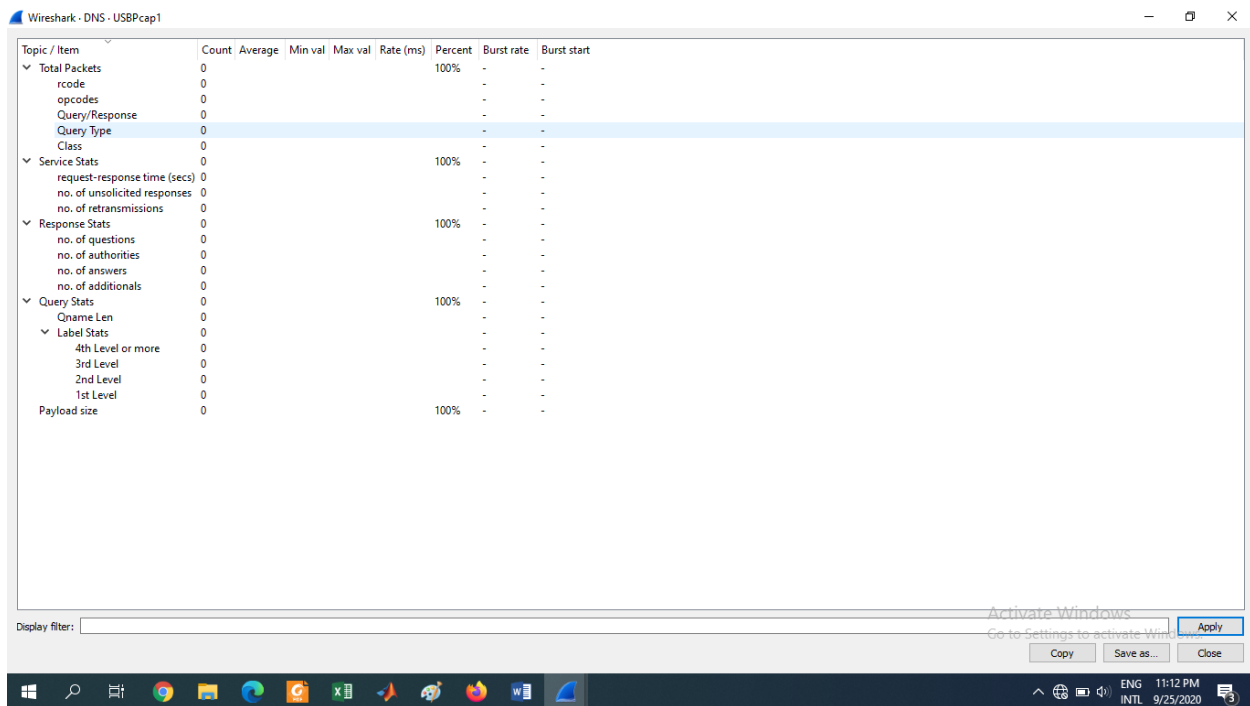 Wireshark · DNS · USBPcap1
Topic / Item Count Average Min val Max val Rate (ms) Percent Burst rate Burst start
Total Packets 0 100% - -
rcode 0 - -
opcodes 0 - -
Query/Response 0 - -
Query Type 0 - -
Class 0 - -
Service Stats 0 100% - -
request-response time (secs) 0 - -
no. of unsolicited responses 0 - -
no. of retransmissions 0 - -
Response Stats 0 100% - -
no. of questions 0 - -
no. of authorities 0 - -
no. of answers 0 - -
no. of additionals 0 - -
Query Stats 0 100% - -
Qname Len 0 - -
Label Stats 0 - -
4th Level or more 0 - -
3rd Level 0 - -
2nd Level 0 - -
1st Level 0 - -
Payload size 0 100% - -
Activate Windows
Display filter: Apply
Go to Settings to activate Windows.
Copy Save as... Close
ENG 11:12 PM
INTL 9/25/2020 3